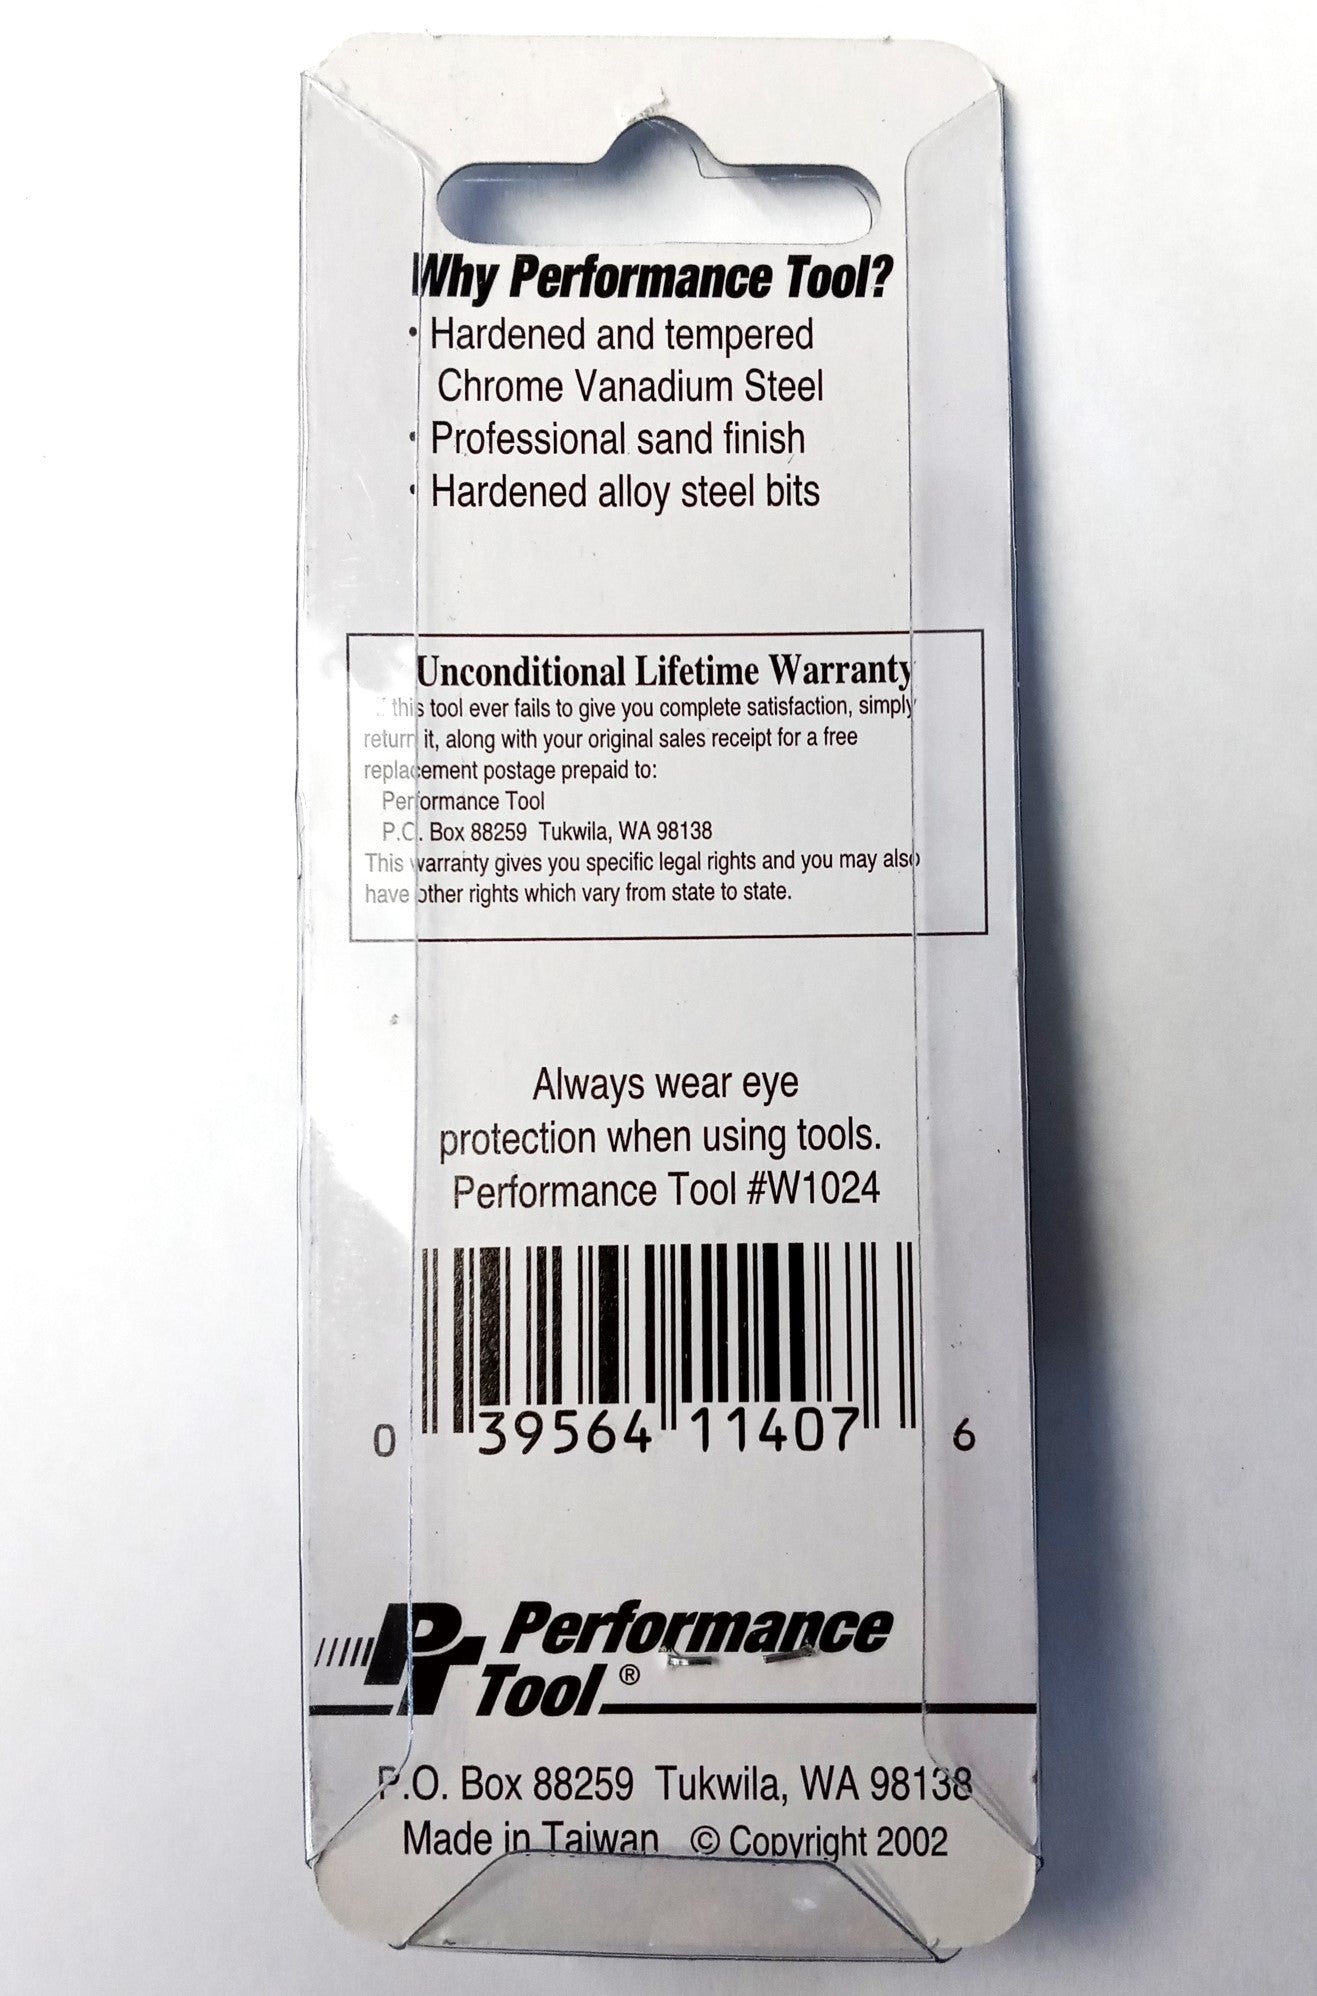 Why Performance Tool?
· Hardened and tempered
Chrome Vanadium Steel
· Professional sand finish
· Hardened alloy steel bits
Unconditional Lifetime Warranty
If this tool ever fails to give you complete satisfaction, simply
return it, along with your original sales receipt for a free
replacement postage prepaid to:
Performance Tool
P.O. Box 88259 Tukwila, WA 98138
This warranty gives you specific legal rights and you may also
have other rights which vary from state to state.
Always wear eye
protection when using tools.
Performance Tool #W1024
0 39564 11407 6
PT Performance
Tool®
P.O. Box 88259 Tukwila, WA 98138
Made in Taiwan © Copyright 2002